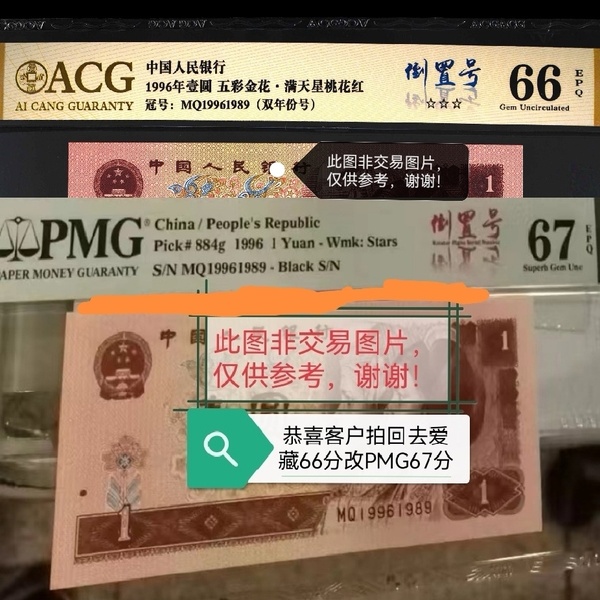 ACG
AI CANG GUARANTY
中国人民银行
1996年壹圆 五彩金花·满天星桃花红
冠号：MQ19961989（双年份号）
倒置号
☆☆☆
66
EPQ
Gem Uncirculated
中国人民银行
此图非交易图片，
仅供参考，谢谢！
1
PMG
PAPER MONEY GUARANTY
China / People's Republic
Pick# 884g 1996 1 Yuan - Wmk: Stars
S/N MQ19961989 - Black S/N
倒置号
67
EPQ
Superb Gem Unc
中国
1
此图非交易图片，
仅供参考，谢谢！
恭喜客户拍回去爱
藏66分改PMG67分
MQ19961989
1
1